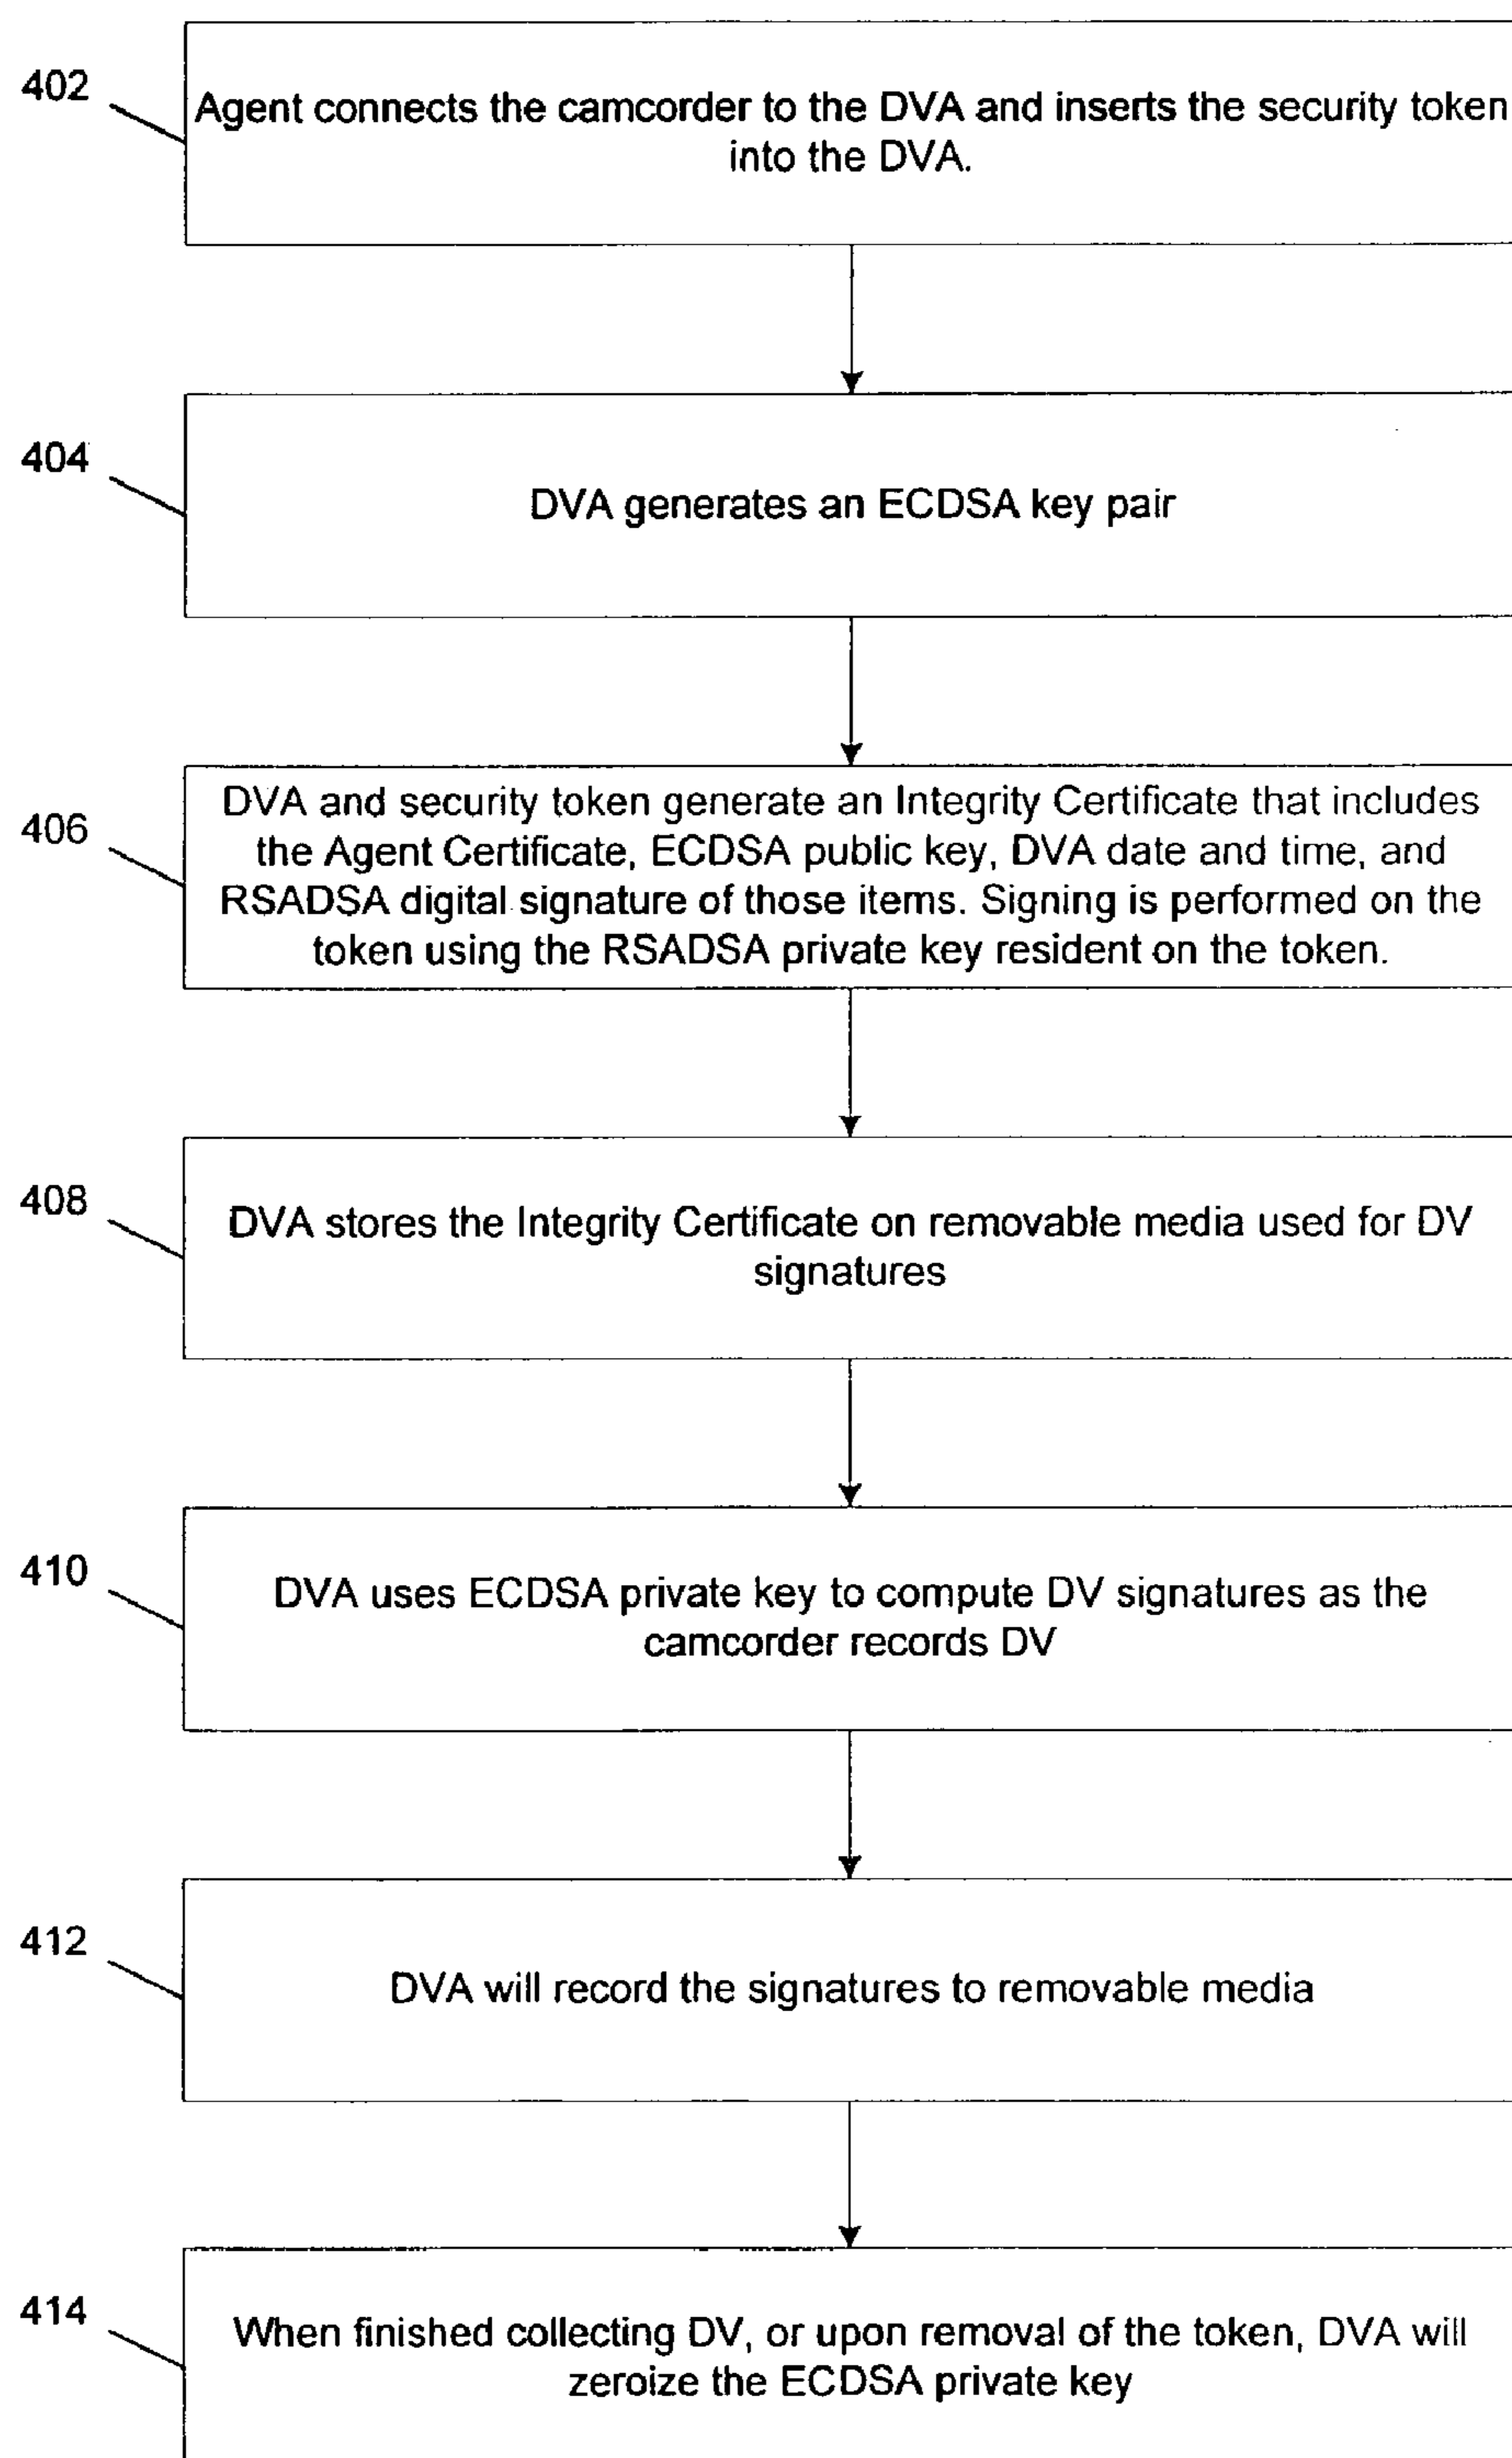 402
Agent connects the camcorder to the DVA and inserts the security token
into the DVA.
404
DVA generates an ECDSA key pair
406
DVA and security token generate an Integrity Certificate that includes
the Agent Certificate, ECDSA public key, DVA date and time, and
RSADSA digital signature of those items. Signing is performed on the
token using the RSADSA private key resident on the token.
408
DVA stores the Integrity Certificate on removable media used for DV
signatures
410
DVA uses ECDSA private key to compute DV signatures as the
camcorder records DV
412
DVA will record the signatures to removable media
414
When finished collecting DV, or upon removal of the token, DVA will
zeroize the ECDSA private key